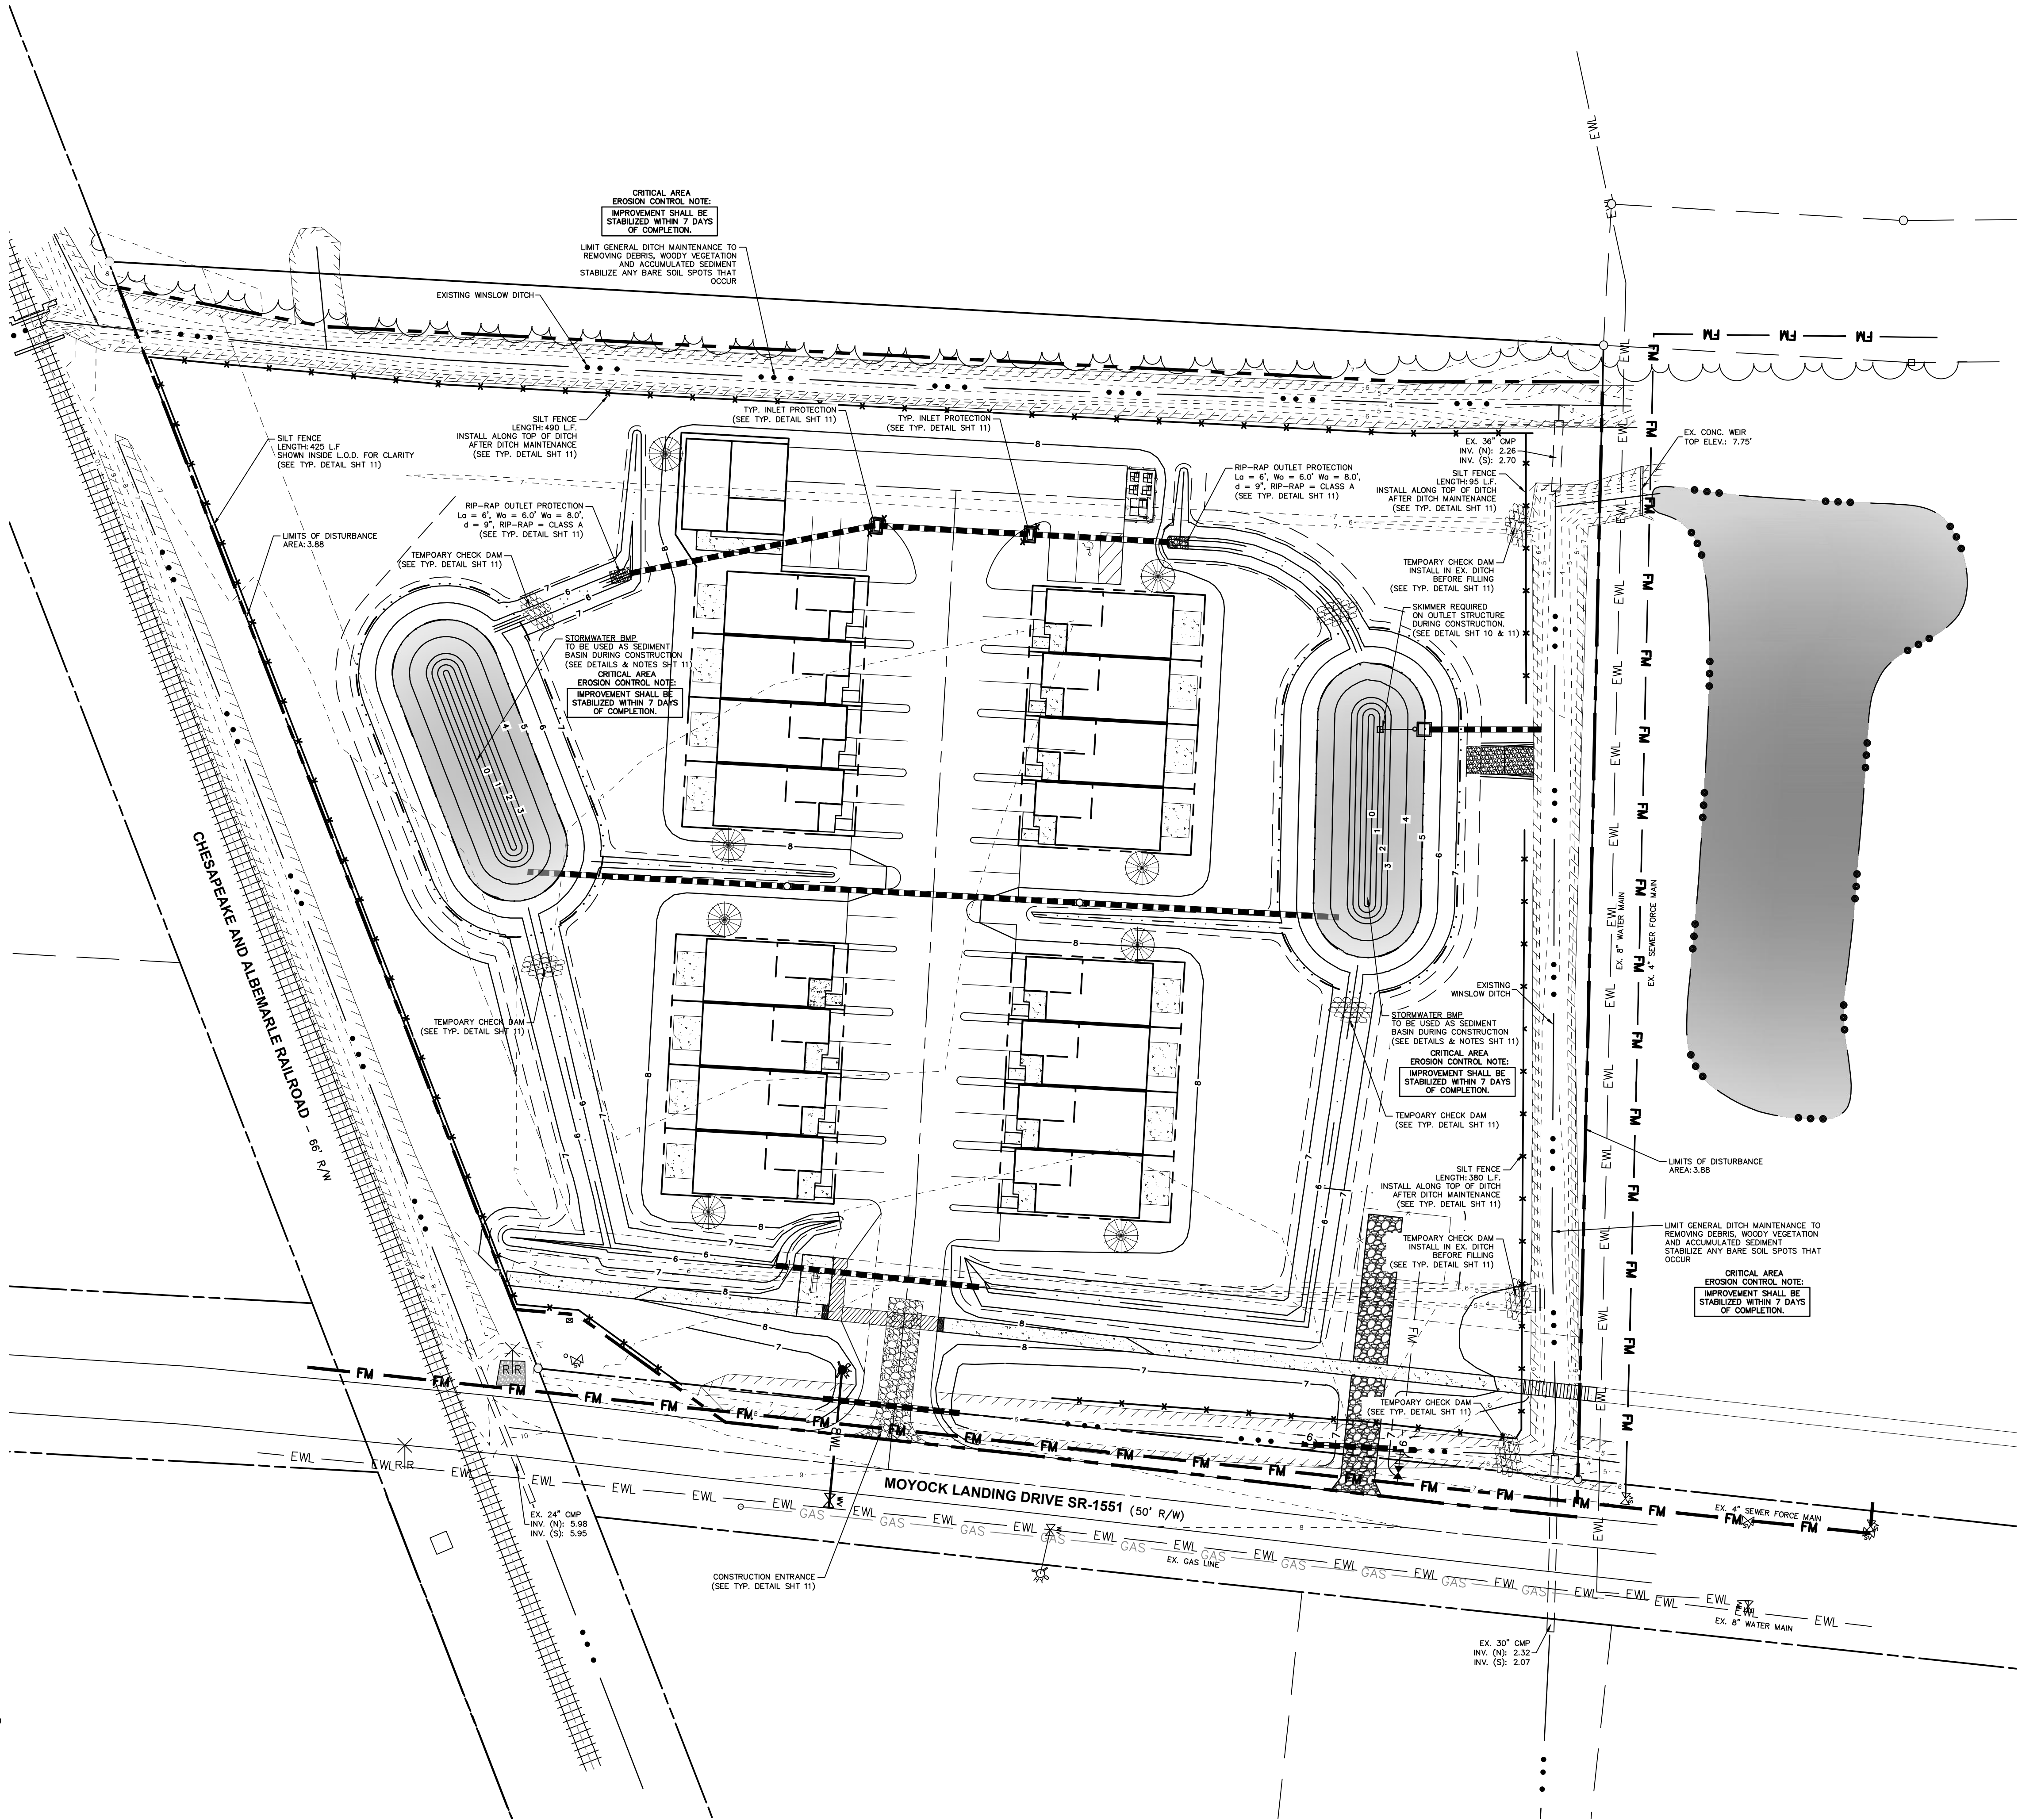 CRITICAL AREA
EROSION CONTROL NOTE:
IMPROVEMENT SHALL BE
STABILIZED WITHIN 7 DAYS
OF COMPLETION.
LIMIT GENERAL DITCH MAINTENANCE TO
REMOVING DEBRIS, WOODY VEGETATION
AND ACCUMULATED SEDIMENT
STABILIZE ANY BARE SOIL SPOTS THAT
OCCUR
EXISTING WINSLOW DITCH
SILT FENCE
LENGTH: 490 L.F.
INSTALL ALONG TOP OF DITCH
AFTER DITCH MAINTENANCE
(SEE TYP. DETAIL SHT 11)
TYP. INLET PROTECTION
(SEE TYP. DETAIL SHT 11)
TYP. INLET PROTECTION
(SEE TYP. DETAIL SHT 11)
SILT FENCE
LENGTH: 425 L.F
SHOWN INSIDE L.O.D. FOR CLARITY
(SEE TYP. DETAIL SHT 11)
EX. 36" CMP
INV. (N): 2.26
INV. (S): 2.70
EX. CONC. WEIR
TOP ELEV.: 7.75'
SILT FENCE
LENGTH: 95 L.F.
INSTALL ALONG TOP OF DITCH
AFTER DITCH MAINTENANCE
(SEE TYP. DETAIL SHT 11)
RIP-RAP OUTLET PROTECTION
La = 6', Wo = 6.0' Wa = 8.0',
d = 9", RIP-RAP = CLASS A
(SEE TYP. DETAIL SHT 11)
RIP-RAP OUTLET PROTECTION
La = 6', Wo = 6.0' Wa = 8.0',
d = 9", RIP-RAP = CLASS A
(SEE TYP. DETAIL SHT 11)
LIMITS OF DISTURBANCE
AREA: 3.88
TEMPOARY CHECK DAM
(SEE TYP. DETAIL SHT 11)
TEMPOARY CHECK DAM
INSTALL IN EX. DITCH
BEFORE FILLING
(SEE TYP. DETAIL SHT 11)
SKIMMER REQUIRED
ON OUTLET STRUCTURE
DURING CONSTRUCTION.
(SEE DETAIL SHT 10 & 11)
STORMWATER BMP
TO BE USED AS SEDIMENT
BASIN DURING CONSTRUCTION
(SEE DETAILS & NOTES SHT 11)
CRITICAL AREA
EROSION CONTROL NOTE:
IMPROVEMENT SHALL BE
STABILIZED WITHIN 7 DAYS
OF COMPLETION.
CHESAPEAKE AND ALBEMARLE RAILROAD - 66' R/W
EX. 8" WATER MAIN
EX. 4" SEWER FORCE MAIN
EXISTING
WINSLOW DITCH
STORMWATER BMP
TO BE USED AS SEDIMENT
BASIN DURING CONSTRUCTION
(SEE DETAILS & NOTES SHT 11)
CRITICAL AREA
EROSION CONTROL NOTE:
IMPROVEMENT SHALL BE
STABILIZED WITHIN 7 DAYS
OF COMPLETION.
TEMPOARY CHECK DAM
(SEE TYP. DETAIL SHT 11)
TEMPOARY CHECK DAM
(SEE TYP. DETAIL SHT 11)
LIMITS OF DISTURBANCE
AREA: 3.88
SILT FENCE
LENGTH: 380 L.F.
INSTALL ALONG TOP OF DITCH
AFTER DITCH MAINTENANCE
(SEE TYP. DETAIL SHT 11)
LIMIT GENERAL DITCH MAINTENANCE TO
REMOVING DEBRIS, WOODY VEGETATION
AND ACCUMULATED SEDIMENT
STABILIZE ANY BARE SOIL SPOTS THAT
OCCUR
CRITICAL AREA
EROSION CONTROL NOTE:
IMPROVEMENT SHALL BE
STABILIZED WITHIN 7 DAYS
OF COMPLETION.
TEMPOARY CHECK DAM
INSTALL IN EX. DITCH
BEFORE FILLING
(SEE TYP. DETAIL SHT 11)
TEMPOARY CHECK DAM
(SEE TYP. DETAIL SHT 11)
MOYOCK LANDING DRIVE SR-1551 (50' R/W)
EX. 24" CMP
INV. (N): 5.98
INV. (S): 5.95
EX. 4" SEWER FORCE MAIN
EX. GAS LINE
CONSTRUCTION ENTRANCE
(SEE TYP. DETAIL SHT 11)
EX. 8" WATER MAIN
EX. 30" CMP
INV. (N): 2.32
INV. (S): 2.07